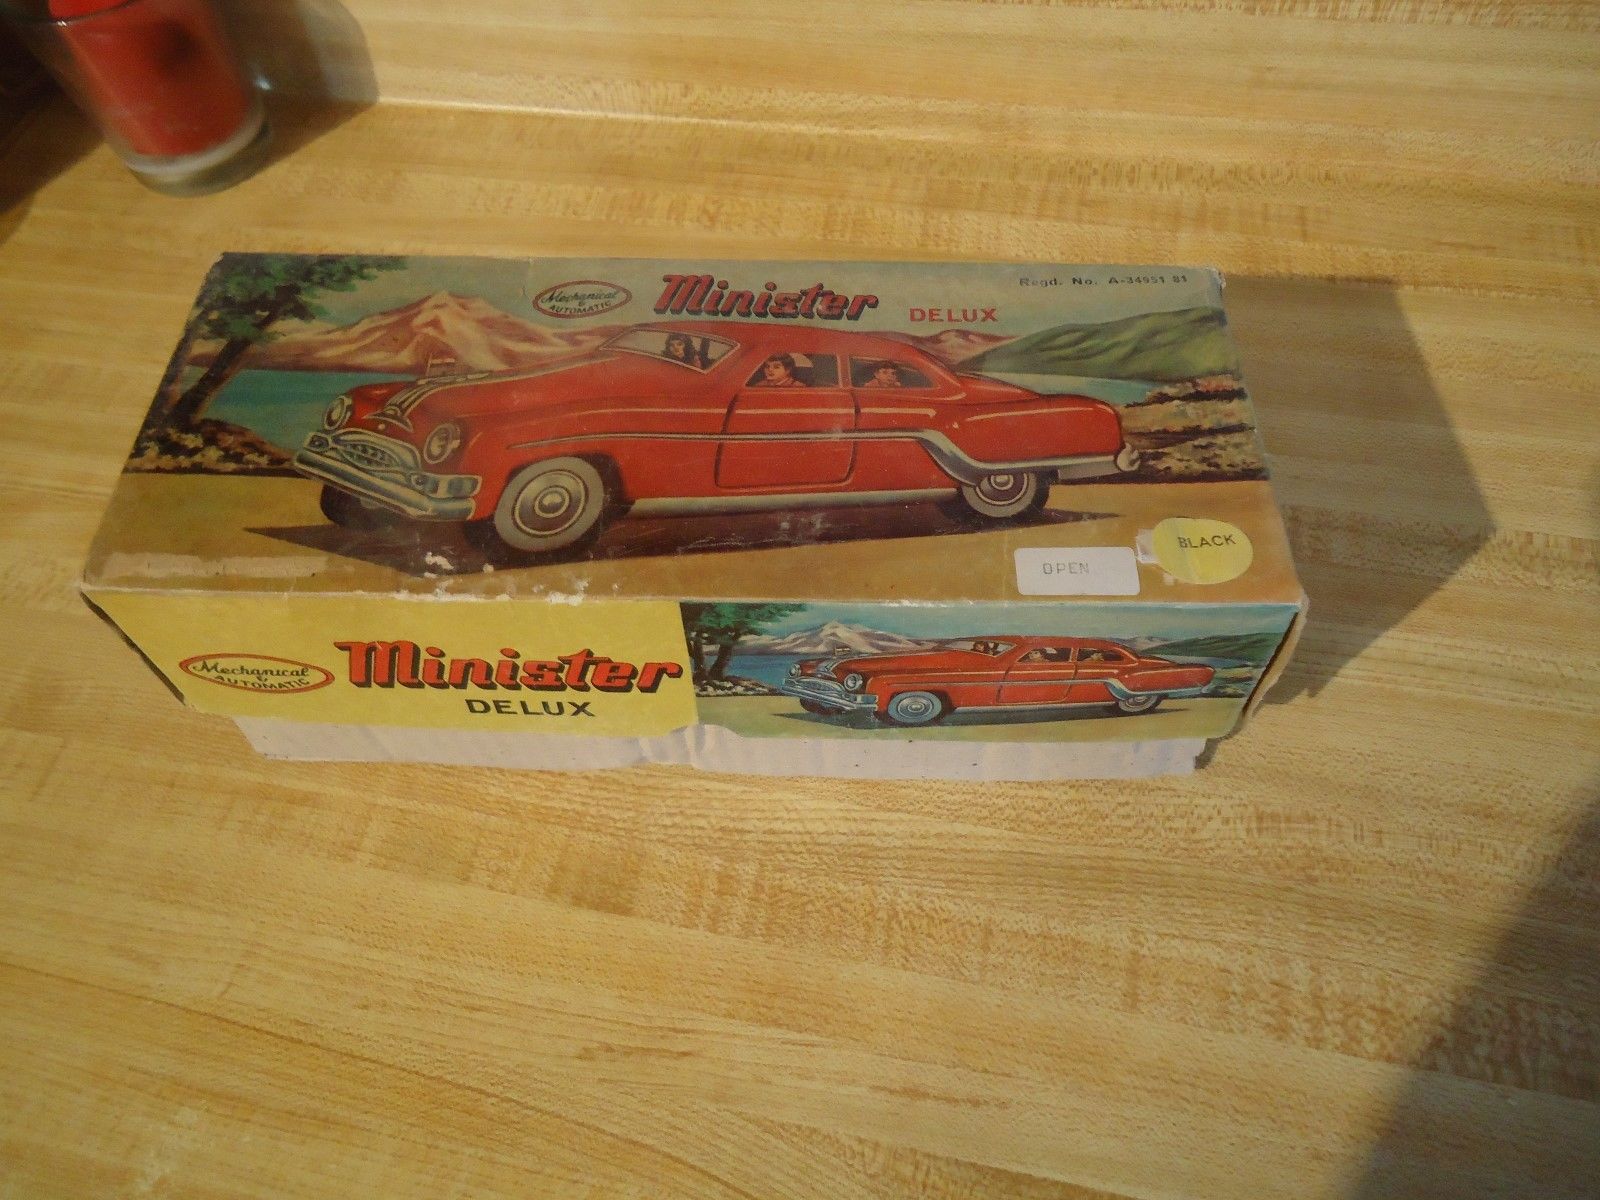 Mechanical
&
AUTOMATIC
Minister
DELUX
Regd. No. A-34951 81
OPEN
BLACK
Mechanical
&
AUTOMATIC
Minister
DELUX